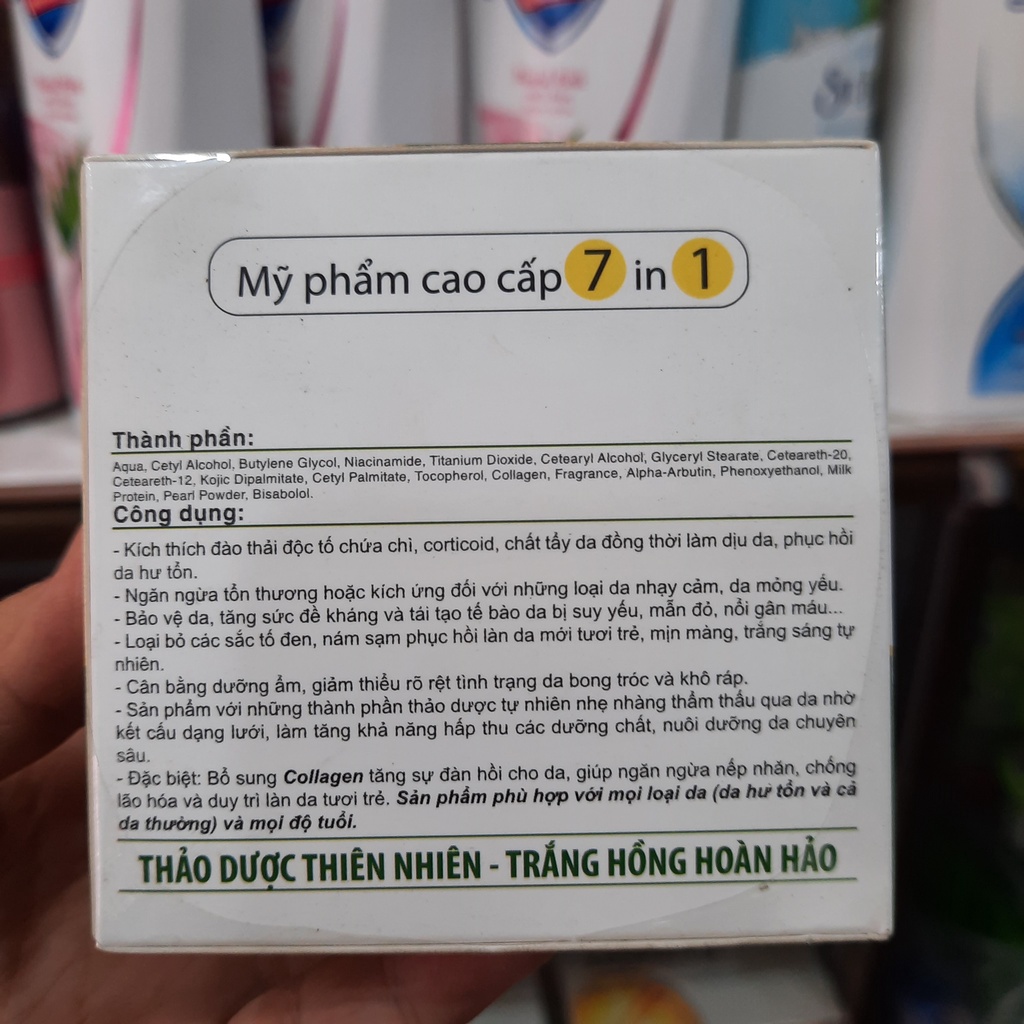 Mỹ phẩm cao cấp 7 in 1
Thành phần:
Aqua, Cetyl Alcohol, Butylene Glycol, Niacinamide, Titanium Dioxide, Cetearyl Alcohol, Glyceryl Stearate, Ceteareth-20,
Ceteareth-12, Kojic Dipalmitate, Cetyl Palmitate, Tocopherol, Collagen, Fragrance, Alpha-Arbutin, Phenoxyethanol, Milk
Protein, Pearl Powder, Bisabolol.
Công dụng:
- Kích thích đào thải độc tố chứa chì, corticoid, chất tẩy da đồng thời làm dịu da, phục hồi
da hư tổn.
- Ngăn ngừa tổn thương hoặc kích ứng đối với những loại da nhạy cảm, da mỏng yếu.
- Bảo vệ da, tăng sức đề kháng và tái tạo tế bào da bị suy yếu, mẩn đỏ, nổi gân máu...
- Loại bỏ các sắc tố đen, nám sạm phục hồi làn da mới tươi trẻ, mịn màng, trắng sáng tự
nhiên.
- Cân bằng dưỡng ẩm, giảm thiểu rõ rệt tình trạng da bong tróc và khô ráp.
- Sản phẩm với những thành phần thảo dược tự nhiên nhẹ nhàng thẩm thấu qua da nhờ
kết cấu dạng lưới, làm tăng khả năng hấp thu các dưỡng chất, nuôi dưỡng da chuyên
sâu.
- Đặc biệt: Bổ sung Collagen tăng sự đàn hồi cho da, giúp ngăn ngừa nếp nhăn, chống
lão hóa và duy trì làn da tươi trẻ. Sản phẩm phù hợp với mọi loại da (da hư tổn và cả
da thường) và mọi độ tuổi.
THẢO DƯỢC THIÊN NHIÊN - TRẮNG HỒNG HOÀN HẢO